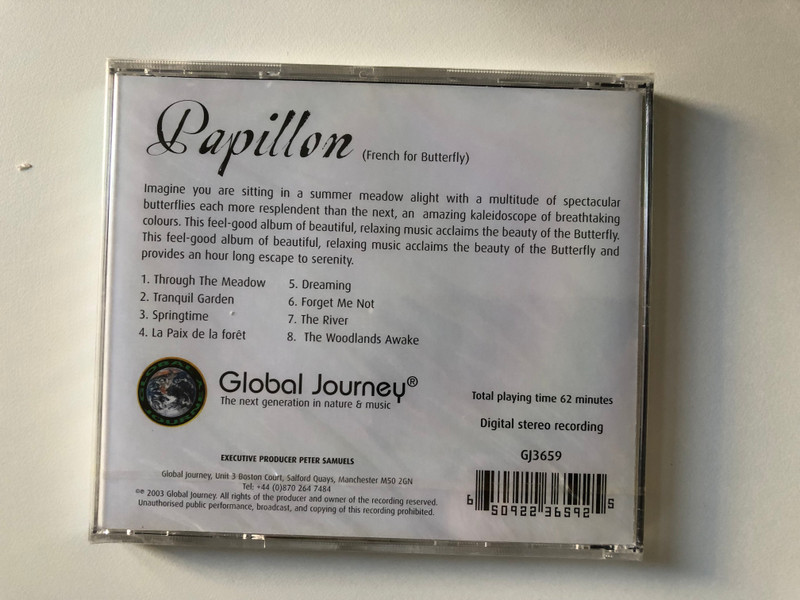 Papillon (French for Butterfly)
Imagine you are sitting in a summer meadow alight with a multitude of spectacular
butterflies each more resplendent than the next, an amazing kaleidoscope of breathtaking
colours. This feel-good album of beautiful, relaxing music acclaims the beauty of the Butterfly.
This feel-good album of beautiful, relaxing music acclaims the beauty of the Butterfly and
provides an hour long escape to serenity.
1. Through The Meadow
2. Tranquil Garden
3. Springtime
4. La Paix de la forêt
5. Dreaming
6. Forget Me Not
7. The River
8. The Woodlands Awake
GLOBAL JOURNEY
Global Journey®
The next generation in nature & music
Total playing time 62 minutes
Digital stereo recording
GJ3659
EXECUTIVE PRODUCER PETER SAMUELS
Global Journey, Unit 3 Boston Court, Salford Quays, Manchester M50 2GN
Tel: +44 (0)870 264 7484
℗© 2003 Global Journey. All rights of the producer and owner of the recording reserved.
Unauthorised public performance, broadcast, and copying of this recording prohibited.
6 50922 36592 5